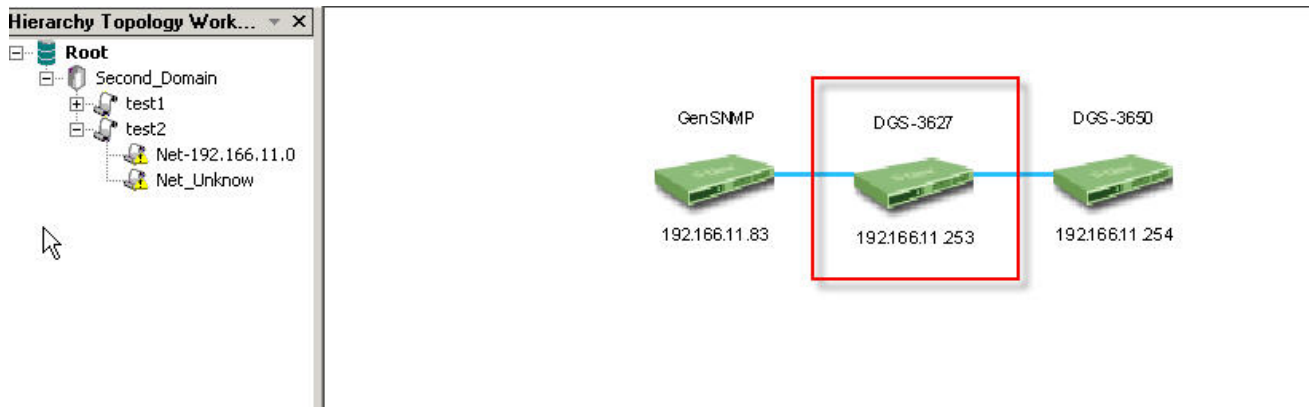 Hierarchy Topology Work...
Root
Second_Domain
test1
test2
Net-192.166.11.0
Net_Unknow
GenSNMP
DGS-3627
DGS-3650
192.166.11.83
192.166.11.253
192.166.11.254